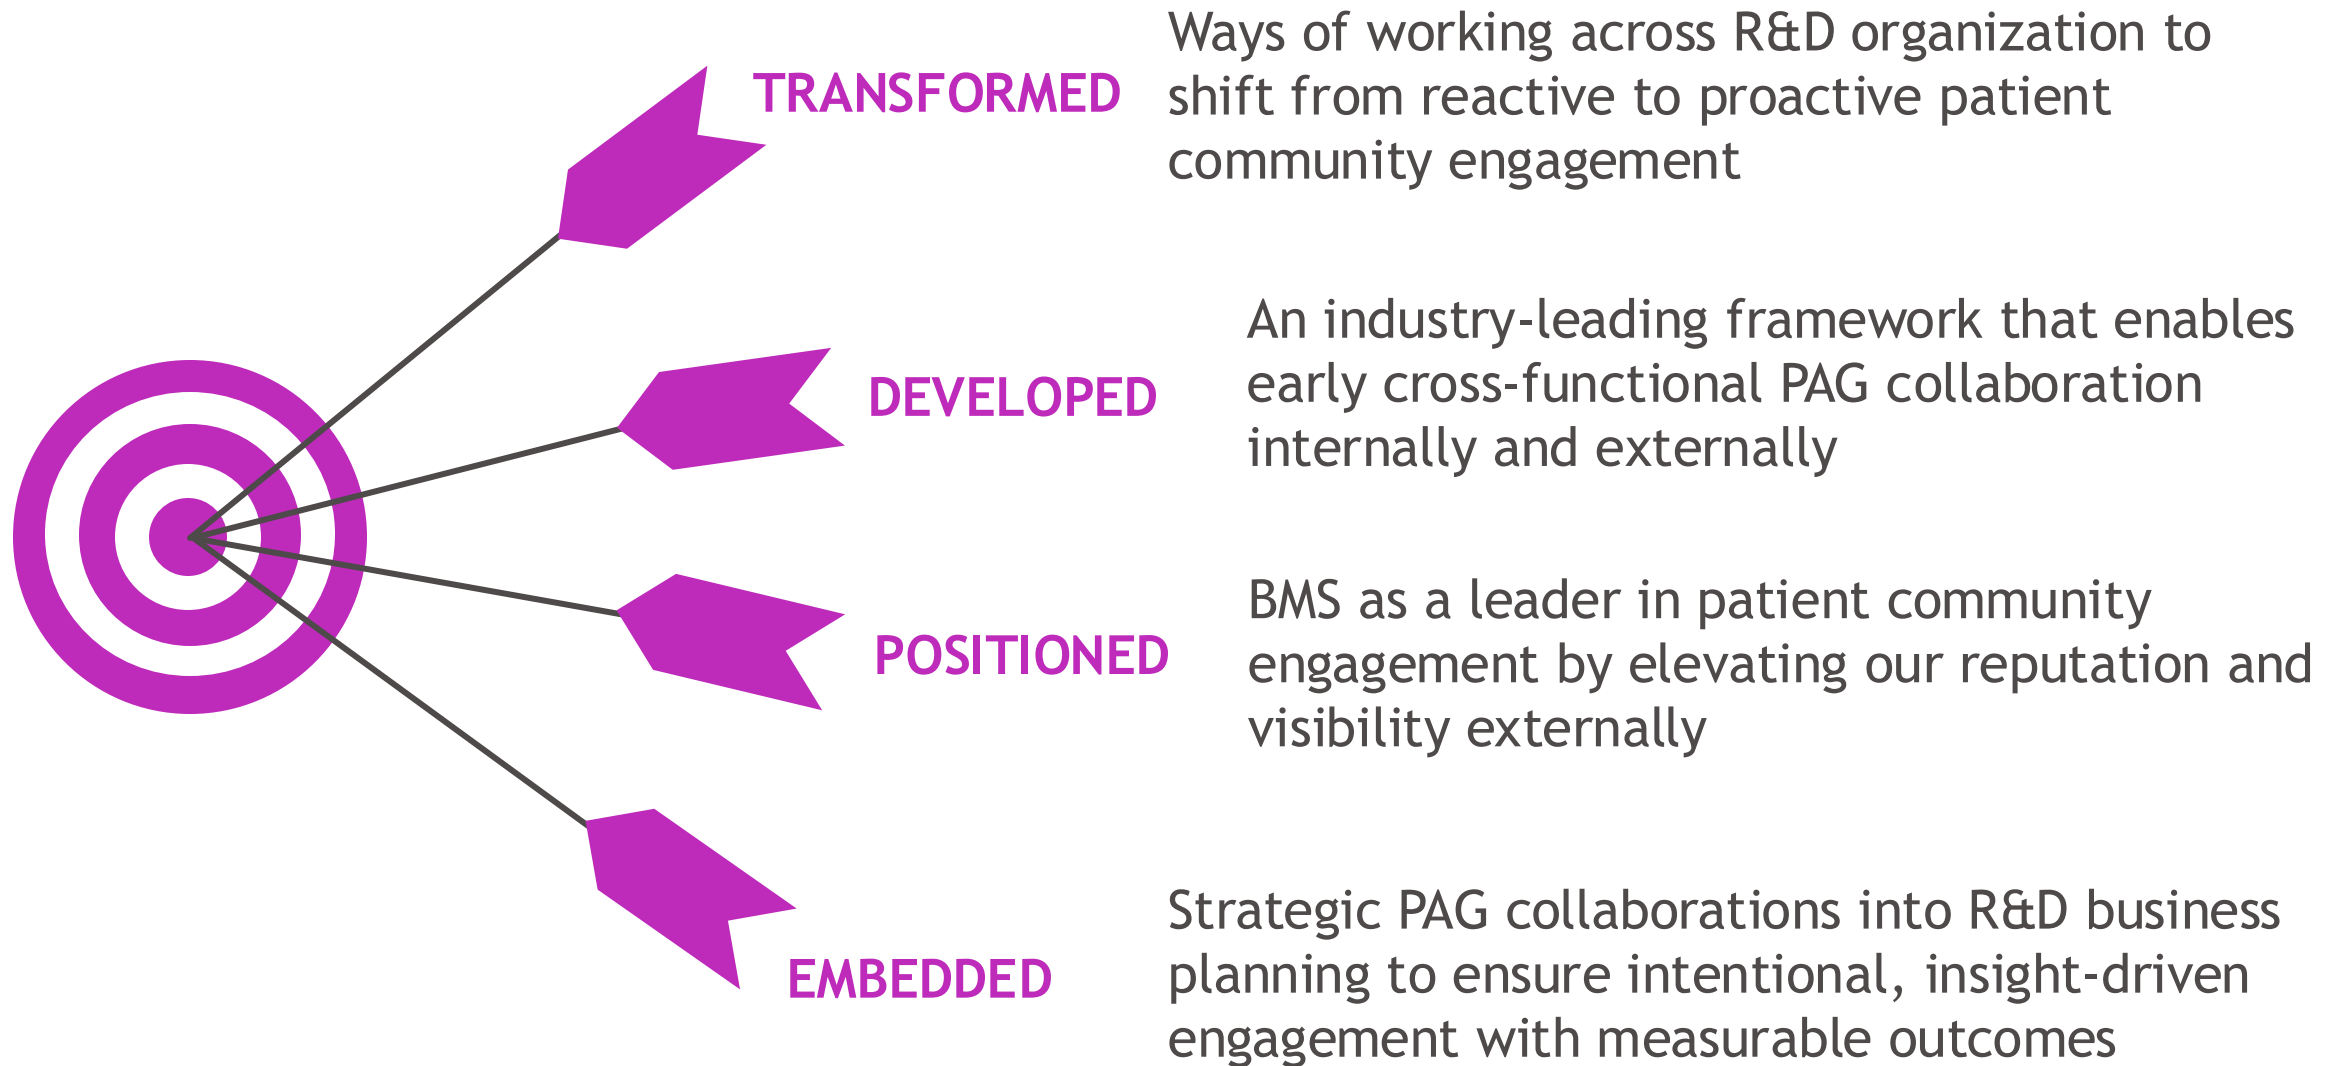 TRANSFORMED
Ways of working across R&D organization to
shift from reactive to proactive patient
community engagement
DEVELOPED
An industry-leading framework that enables
early cross-functional PAG collaboration
internally and externally
POSITIONED
BMS as a leader in patient community
engagement by elevating our reputation and
visibility externally
EMBEDDED
Strategic PAG collaborations into R&D business
planning to ensure intentional, insight-driven
engagement with measurable outcomes